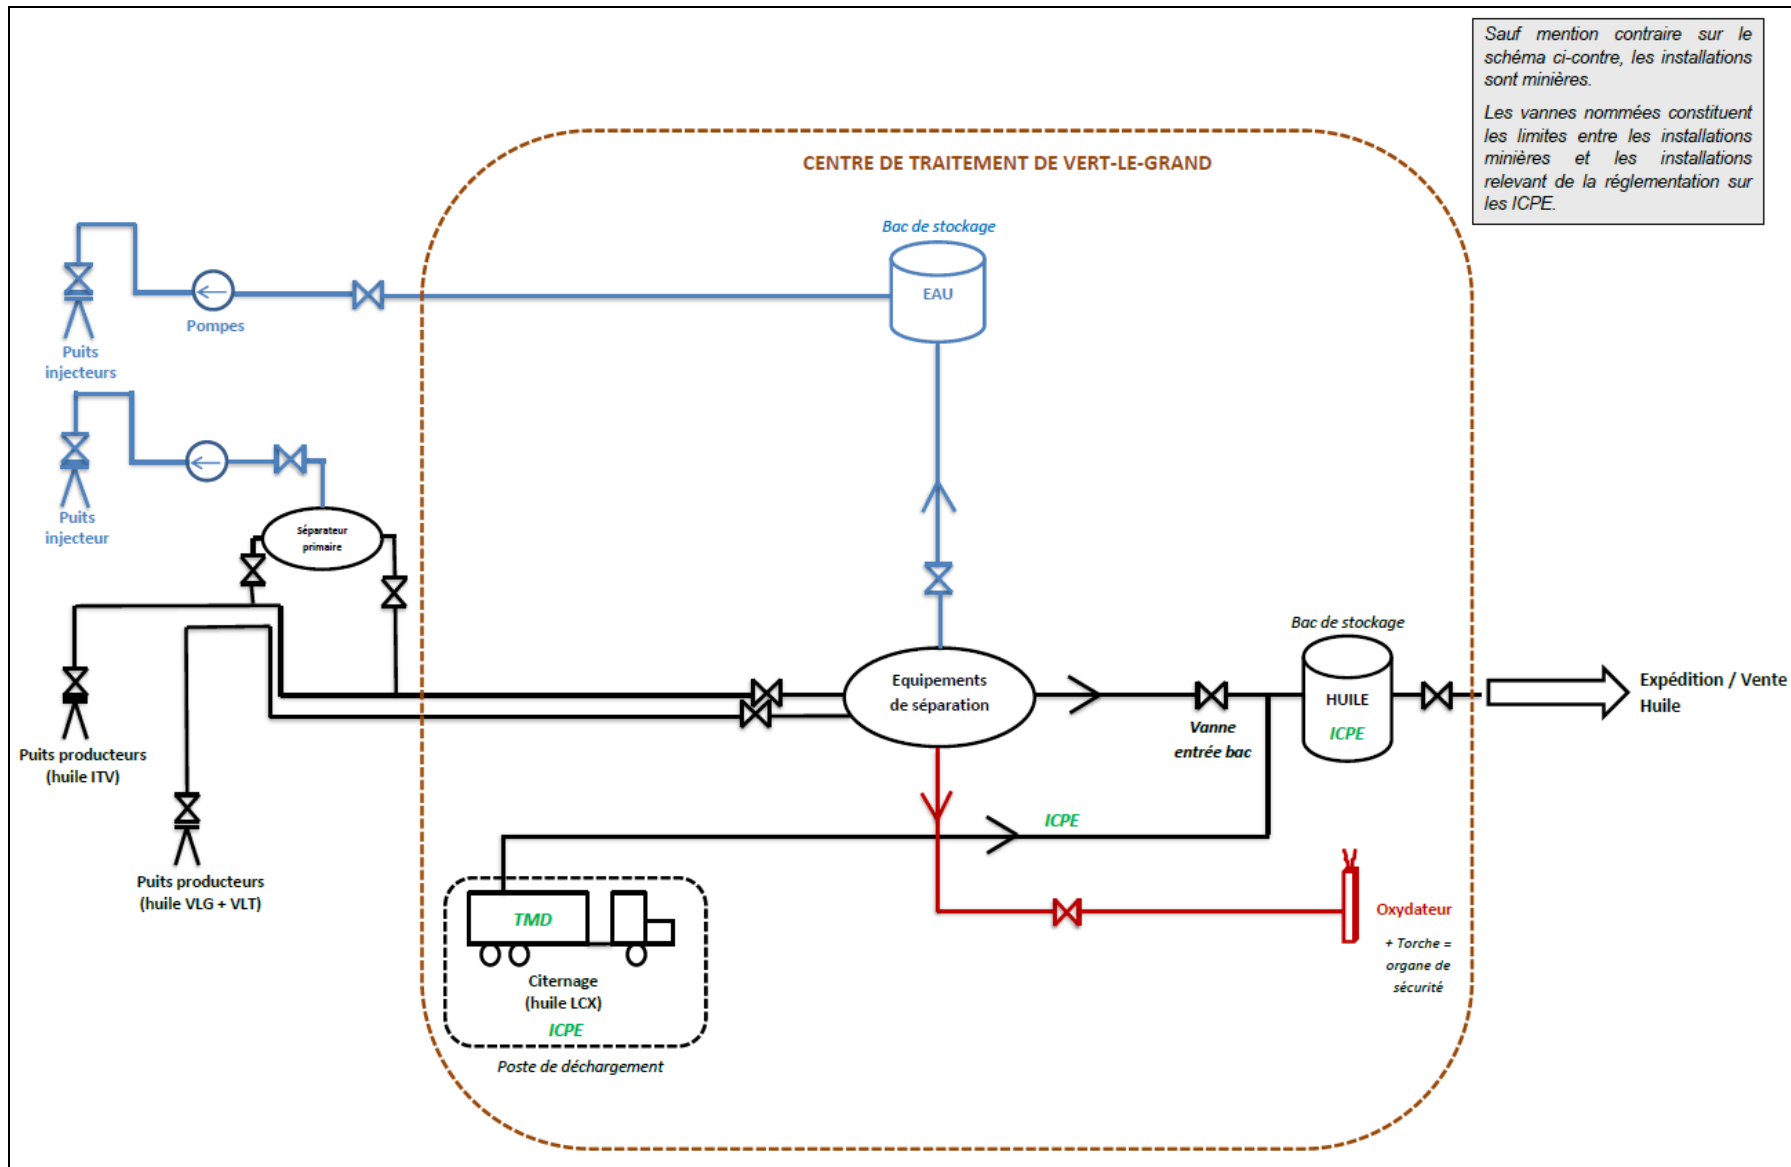 Sauf mention contraire sur le
schéma ci-contre, les installations
sont minières.
Les vannes nommées constituent
les limites entre les installations
minières et les installations
relevant de la réglementation sur
les ICPE.
CENTRE DE TRAITEMENT DE VERT-LE-GRAND
Bac de stockage
EAU
Pompes
Puits
injecteurs
Puits
injecteur
Séparateur
primaire
Bac de stockage
Equipements
de séparation
HUILE
ICPE
Expédition / Vente
Huile
Vanne
entrée bac
Puits producteurs
(huile ITV)
ICPE
Puits producteurs
(huile VLG + VLT)
TMD
Oxydateur
+ Torche =
organe de
sécurité
Citernage
(huile LCX)
ICPE
Poste de déchargement